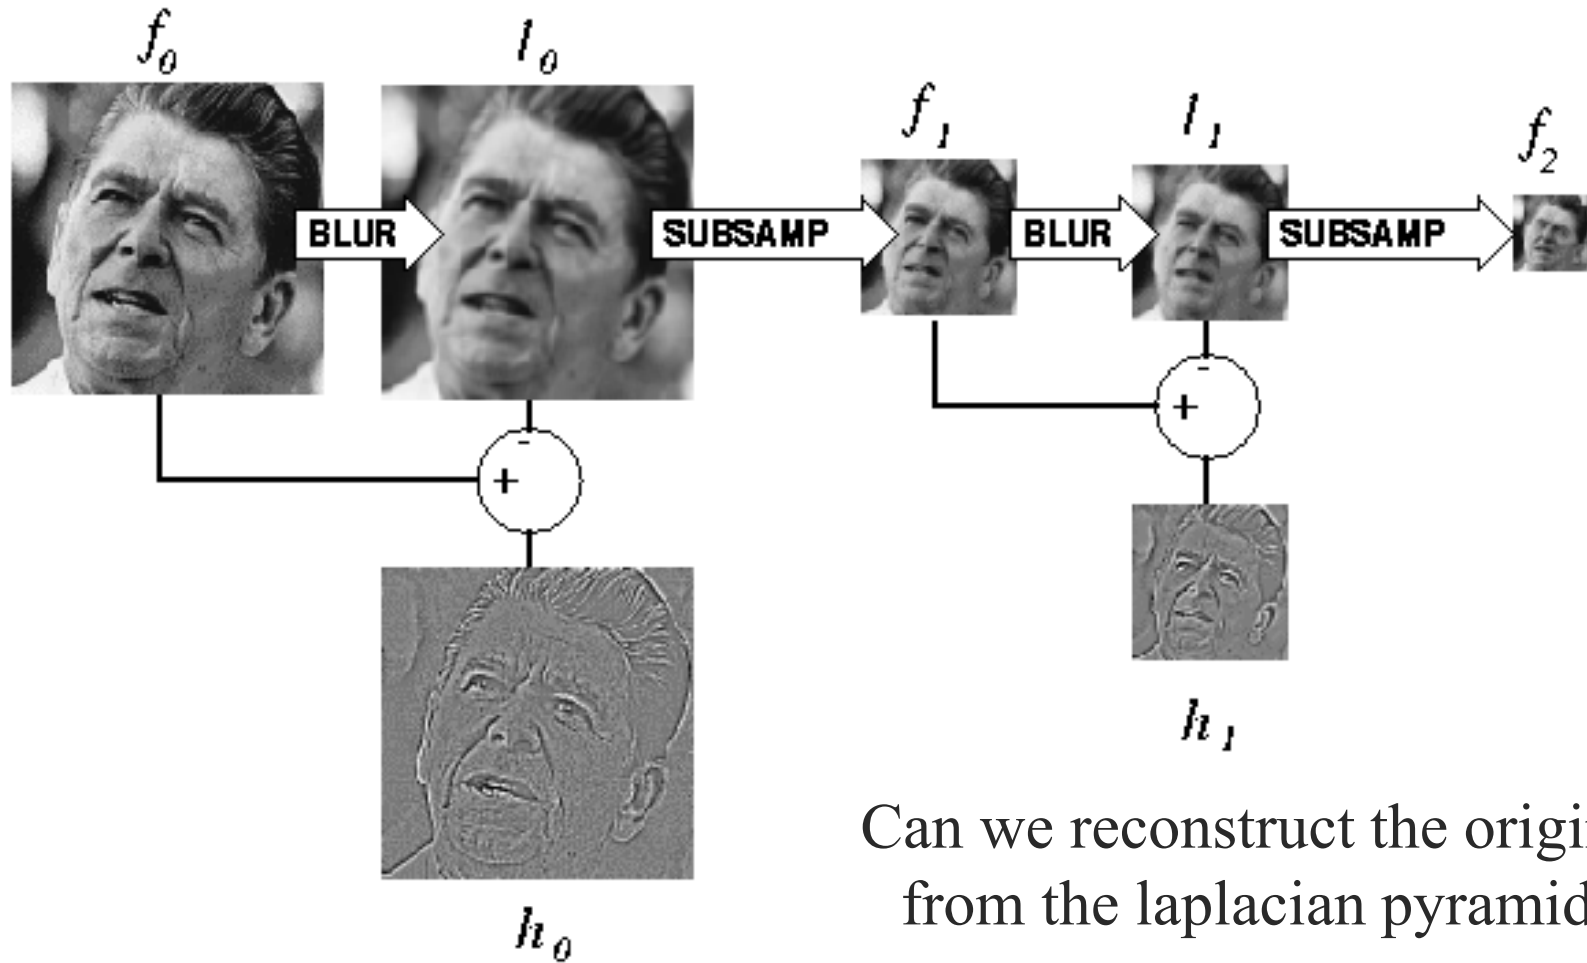 f0
l0
f1
l1
f2
BLUR
SUBSAMP
BLUR
SUBSAMP
-
+
-
+
h1
h0
Can we reconstruct the origi
from the laplacian pyramid